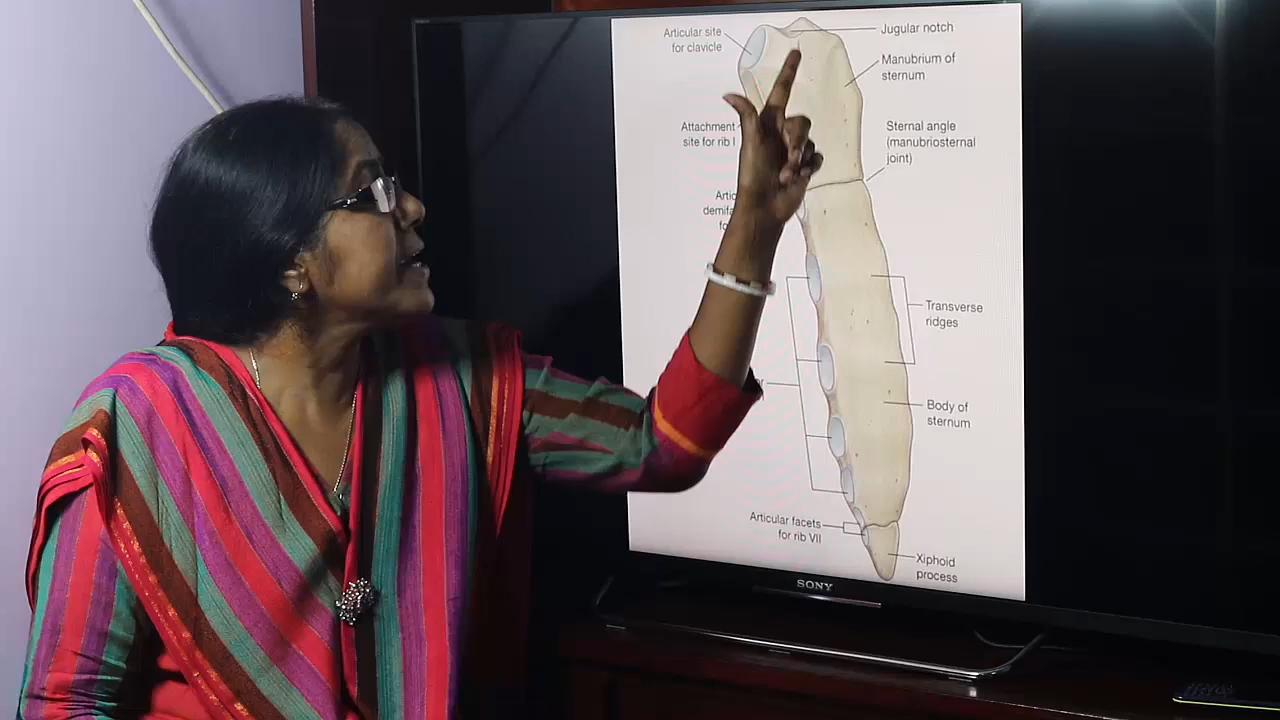 Articular site
for clavicle
Jugular notch
Manubrium of
sternum
Attachment
site for rib I
Sternal angle
(manubriosternal
joint)
Transverse
ridges
Body of
sternum
Articular facets
for rib VII
Xiphoid
process
SONY